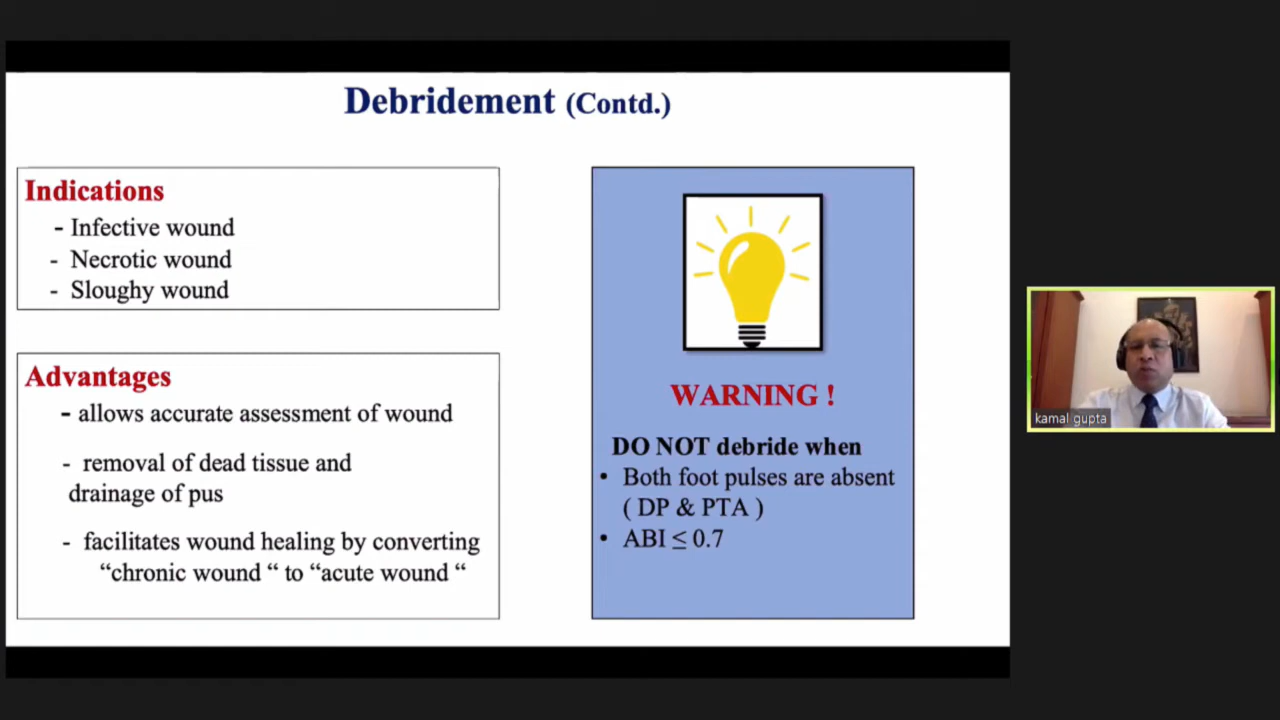 Debridement (Contd.)
Indications
- Infective wound
- Necrotic wound
- Sloughy wound
Advantages
- allows accurate assessment of wound
- removal of dead tissue and
drainage of pus
- facilitates wound healing by converting
“chronic wound “ to “acute wound “
WARNING !
DO NOT debride when
• Both foot pulses are absent
( DP & PTA )
• ABI ≤ 0.7
kamal gupta